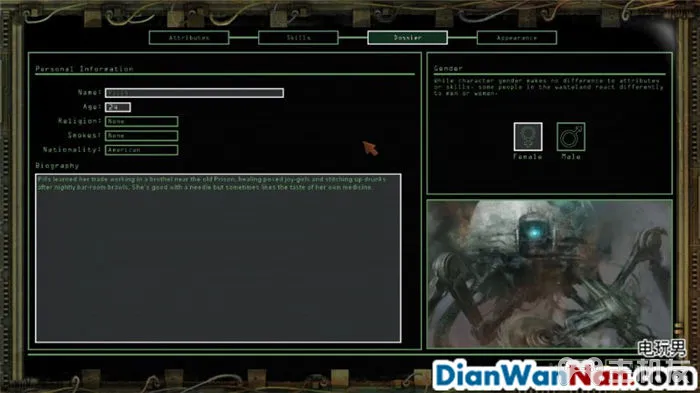 Attributes
Skills
Dossier
Appearance
Personal Information
Name: Pills
Age: 24
Religion: None
Smokes: None
Nationality: American
Biography
Pills learned her trade working in a brothel near the old Prison, healing poxed joy-girls and stitching up drunks
after nightly bar-room brawls. She's good with a needle but sometimes likes the taste of her own medicine.
Gender
While character gender makes no difference to attributes
or skills, some people in the wasteland react differently
to men or women.
Female
Male
电玩男
DianWanNan.com